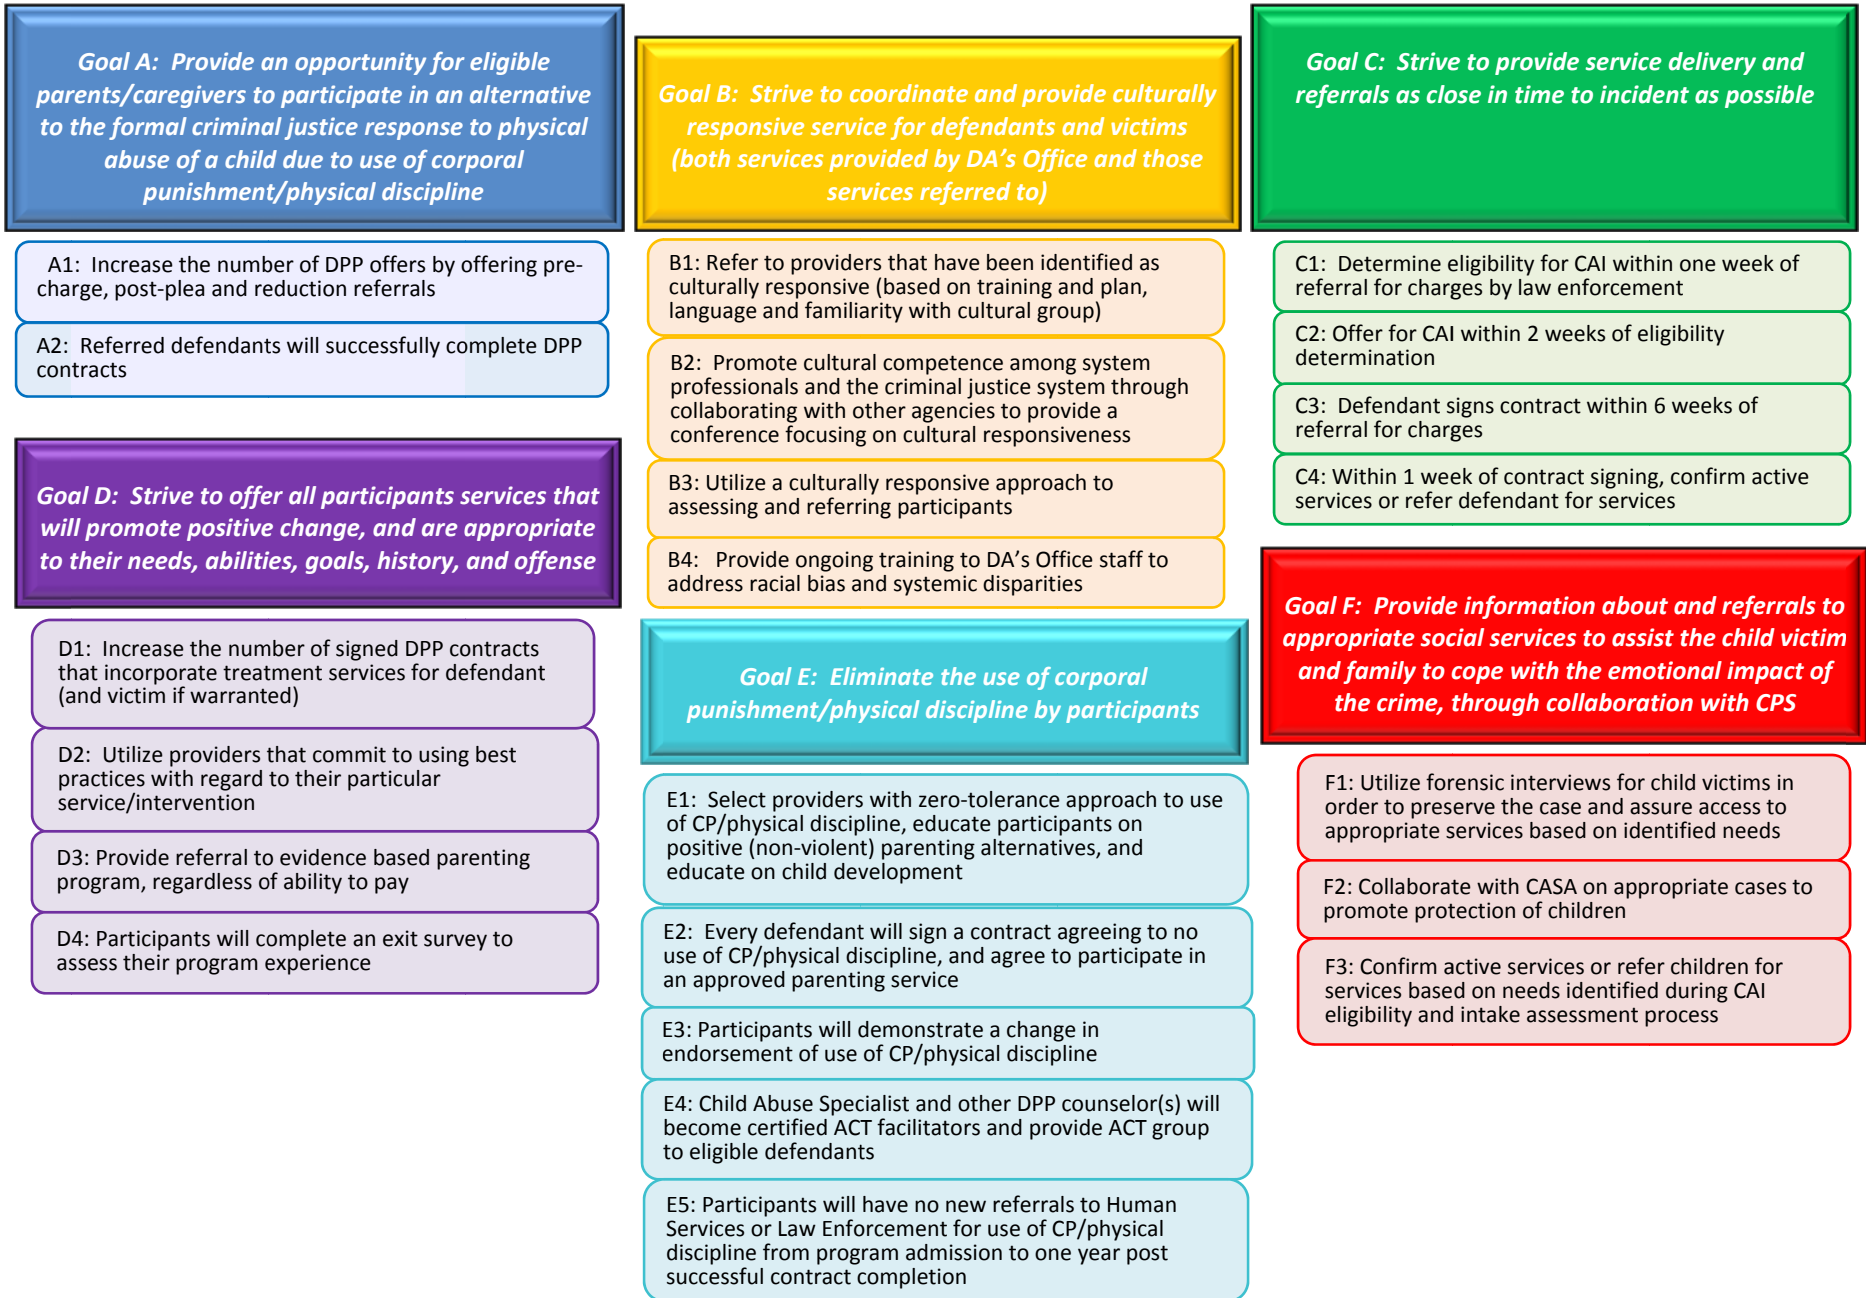 Goal A:  Provide an opportunity for eligible
parents/caregivers to participate in an alternative
to the formal criminal justice response to physical
abuse of a child due to use of corporal
punishment/physical discipline
A1:  Increase the number of DPP offers by offering pre-
charge, post-plea and reduction referrals
A2:  Referred defendants will successfully complete DPP
contracts
Goal B:  Strive to coordinate and provide culturally
responsive service for defendants and victims
(both services provided by DA's Office and those
services referred to)
B1: Refer to providers that have been identified as
culturally responsive (based on training and plan,
language and familiarity with cultural group)
B2:  Promote cultural competence among system
professionals and the criminal justice system through
collaborating with other agencies to provide a
conference focusing on cultural responsiveness
B3: Utilize a culturally responsive approach to
assessing and referring participants
B4:   Provide ongoing training to DA's Office staff to
address racial bias and systemic disparities
Goal C:  Strive to provide service delivery and
referrals as close in time to incident as possible
C1:  Determine eligibility for CAI within one week of
referral for charges by law enforcement
C2: Offer for CAI within 2 weeks of eligibility
determination
C3:  Defendant signs contract within 6 weeks of
referral for charges
C4: Within 1 week of contract signing, confirm active
services or refer defendant for services
Goal D:  Strive to offer all participants services that
will promote positive change, and are appropriate
to their needs, abilities, goals, history, and offense
D1:  Increase the number of signed DPP contracts
that incorporate treatment services for defendant
(and victim if warranted)
D2:  Utilize providers that commit to using best
practices with regard to their particular
service/intervention
D3: Provide referral to evidence based parenting
program, regardless of ability to pay
D4: Participants will complete an exit survey to
assess their program experience
Goal E:  Eliminate the use of corporal
punishment/physical discipline by participants
E1:  Select providers with zero-tolerance approach to use
of CP/physical discipline, educate participants on
positive (non-violent) parenting alternatives, and
educate on child development
E2:  Every defendant will sign a contract agreeing to no
use of CP/physical discipline, and agree to participate in
an approved parenting service
E3: Participants will demonstrate a change in
endorsement of use of CP/physical discipline
E4: Child Abuse Specialist and other DPP counselor(s) will
become certified ACT facilitators and provide ACT group
to eligible defendants
E5: Participants will have no new referrals to Human
Services or Law Enforcement for use of CP/physical
discipline from program admission to one year post
successful contract completion
Goal F:  Provide information about and referrals to
appropriate social services to assist the child victim
and family to cope with the emotional impact of
the crime, through collaboration with CPS
F1: Utilize forensic interviews for child victims in
order to preserve the case and assure access to
appropriate services based on identified needs
F2: Collaborate with CASA on appropriate cases to
promote protection of children
F3: Confirm active services or refer children for
services based on needs identified during CAI
eligibility and intake assessment process